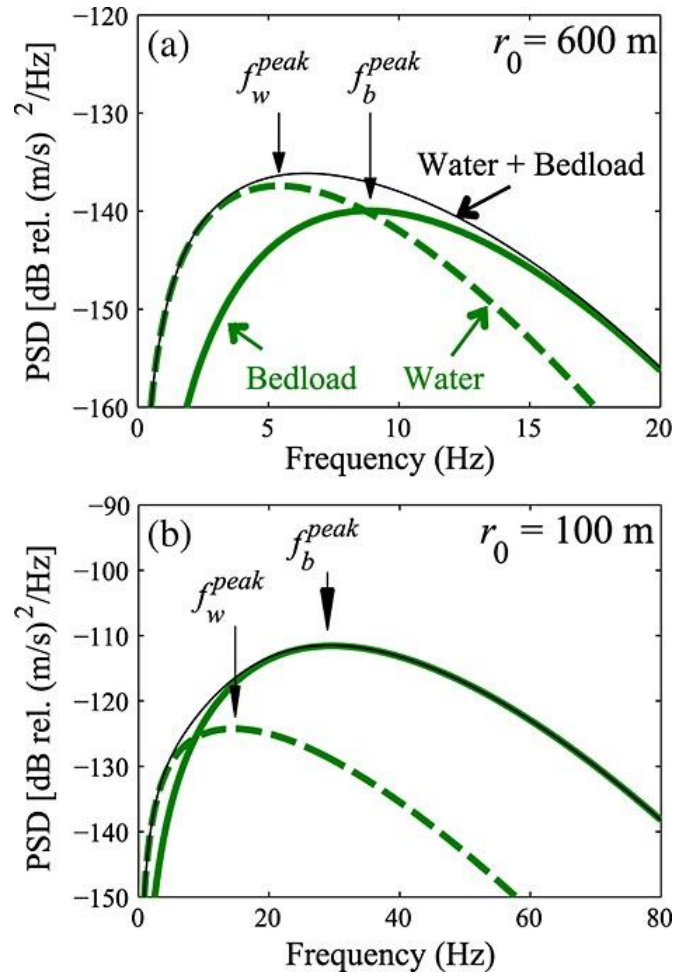 −120
(a)
r0 = 600 m
−130
f_w^peak
f_b^peak
Water + Bedload
−140
−150
Bedload
Water
−160
0
5
10
15
20
Frequency (Hz)
PSD [dB rel. (m/s) 2/Hz]
−90
(b)
r0 = 100 m
f_b^peak
−100
f_w^peak
−110
−120
−130
−140
−150
0
20
40
60
80
Frequency (Hz)
PSD [dB rel. (m/s)2/Hz]